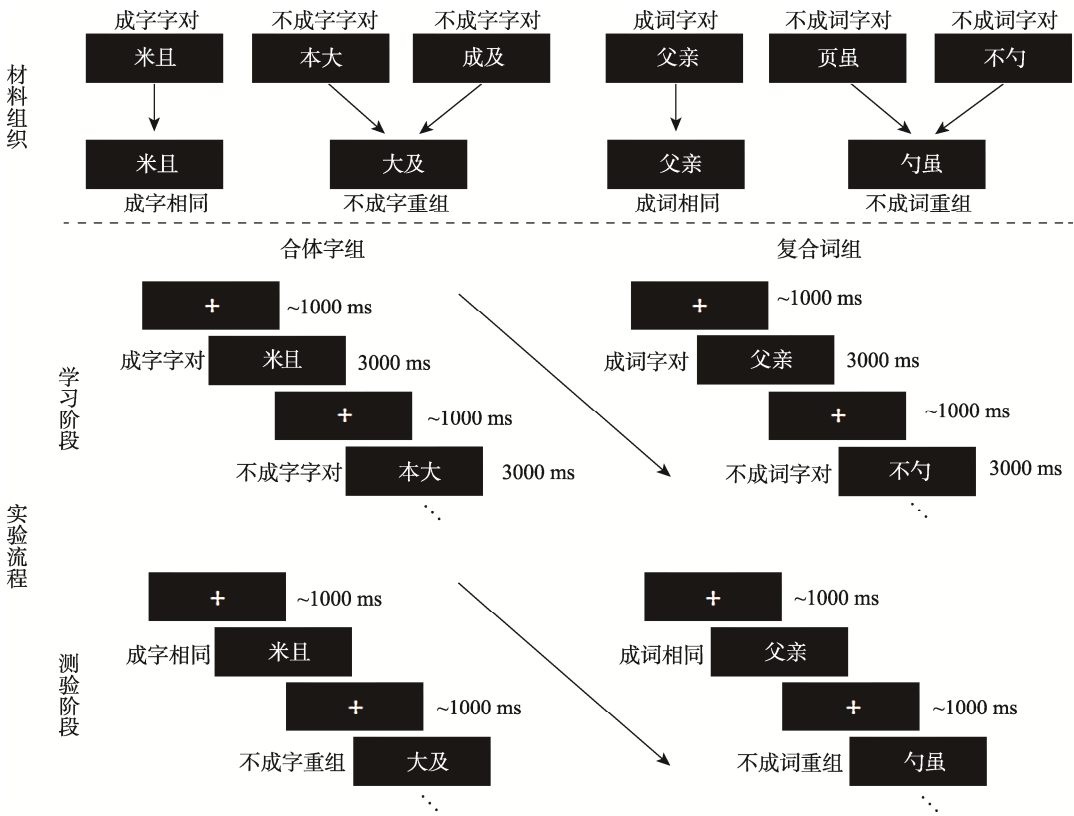 成字字对 不成字字对 不成字字对 成词字对 不成词字对 不成词字对
米且 本大 成及 父亲 页虽 不勺
材料组织
米且 大及 父亲 勺虽
成字相同 不成字重组 成词相同 不成词重组
合体字组 复合词组
实验流程
学习阶段
+ ~1000 ms + ~1000 ms
成字字对 米且 3000 ms 成词字对 父亲 3000 ms
+ ~1000 ms + ~1000 ms
不成字字对 本大 3000 ms 不成词字对 不勺 3000 ms
...
...
测验阶段
+ ~1000 ms + ~1000 ms
成字相同 米且 成词相同 父亲
+ ~1000 ms + ~1000 ms
不成字重组 大及 不成词重组 勺虽
...
...